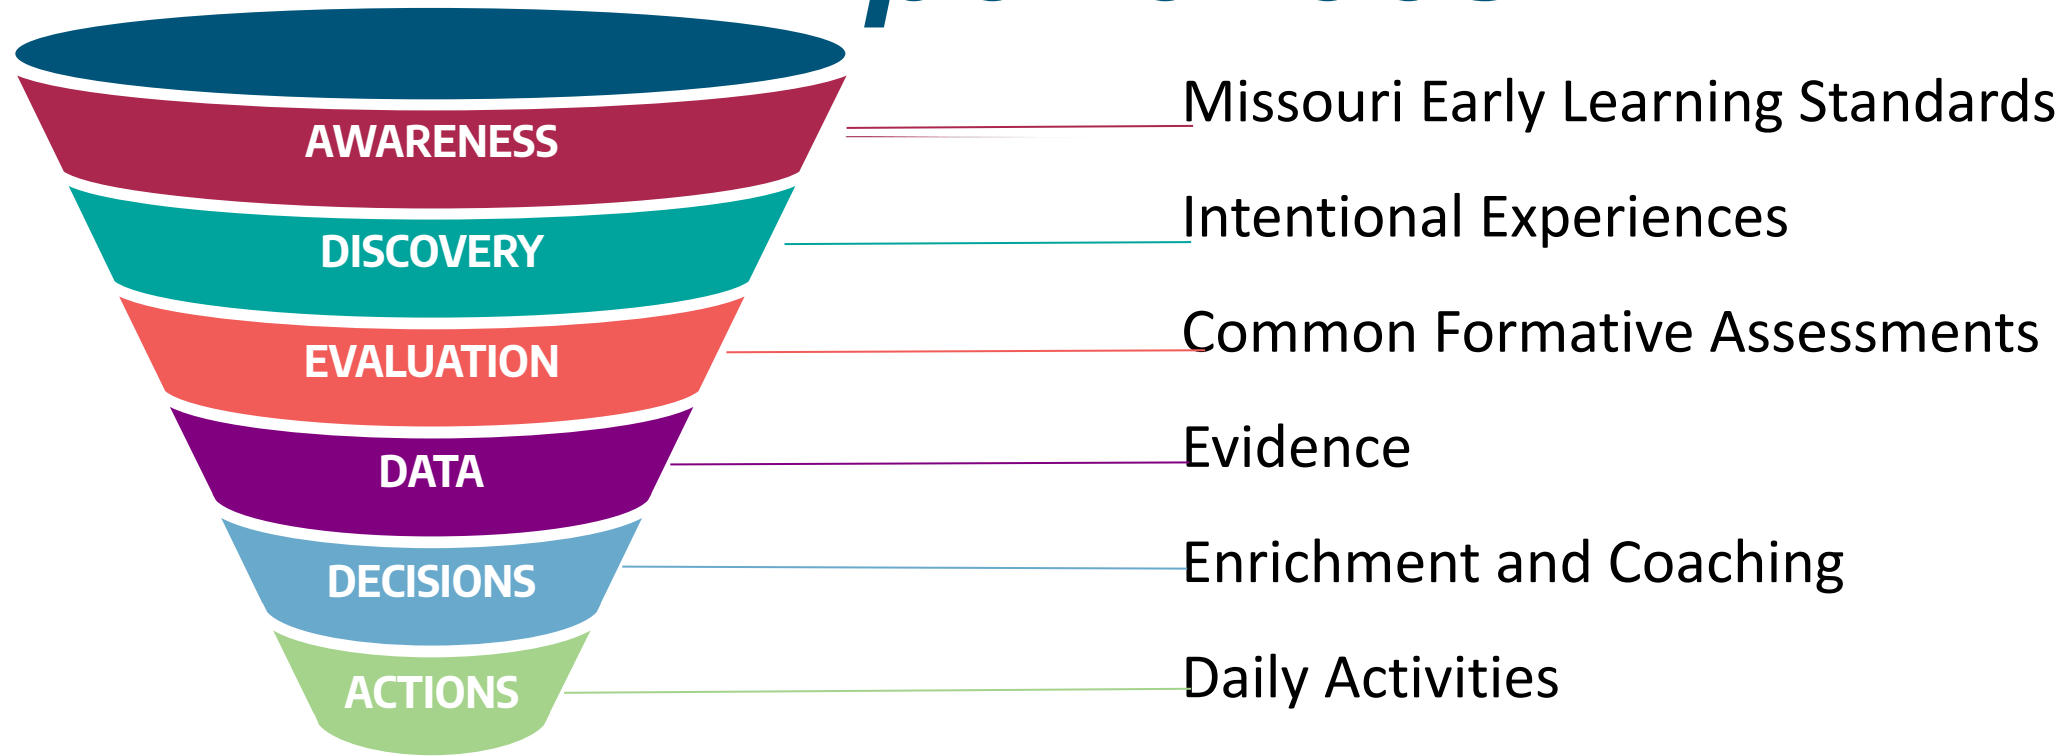 AWARENESS Missouri Early Learning Standards
DISCOVERY Intentional Experiences
EVALUATION Common Formative Assessments
DATA Evidence
DECISIONS Enrichment and Coaching
ACTIONS Daily Activities